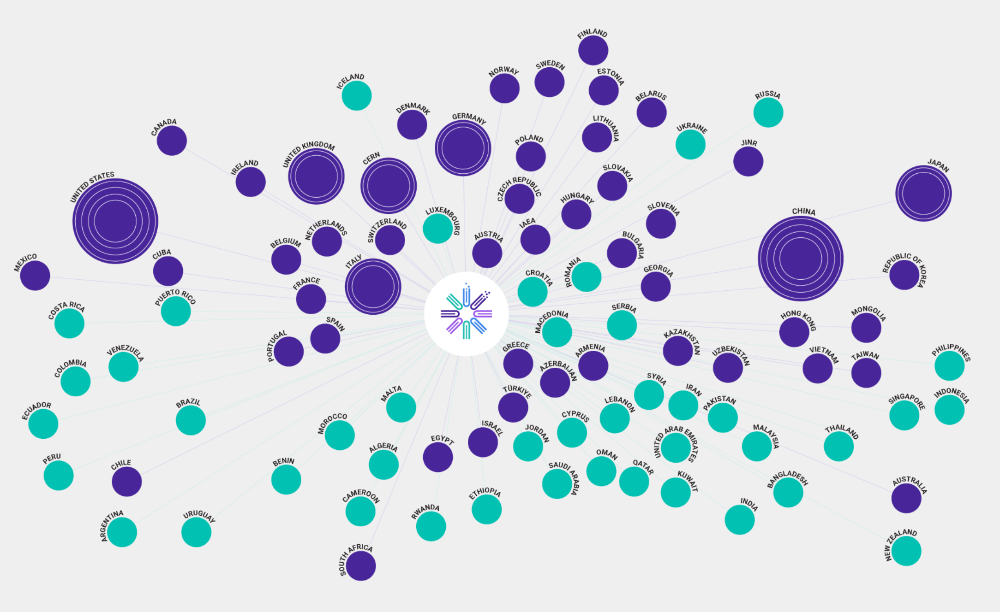 FINLAND
NORWAY
SWEDEN
ESTONIA
ICELAND
BELARUS
RUSSIA
DENMARK
GERMANY
CANADA
LITHUANIA
UKRAINE
POLAND
JINR
UNITED KINGDOM
CERN
IRELAND
JAPAN
UNITED STATES
SLOVAKIA
CZECH REPUBLIC
HUNGARY
SLOVENIA
CHINA
LUXEMBOURG
NETHERLANDS
SWITZERLAND
IAEA
AUSTRIA
BELGIUM
BULGARIA
MEXICO
CUBA
ITALY
REPUBLIC OF KOREA
ROMANIA
GEORGIA
CROATIA
FRANCE
PUERTO RICO
COSTA RICA
SERBIA
MACEDONIA
HONG KONG
MONGOLIA
SPAIN
PORTUGAL
KAZAKHSTAN
GREECE
ARMENIA
UZBEKISTAN
VIETNAM
TAIWAN
PHILIPPINES
VENEZUELA
COLOMBIA
AZERBAIJAN
SYRIA
IRAN
TÜRKIYE
MALTA
LEBANON
PAKISTAN
SINGAPORE
INDONESIA
ECUADOR
BRAZIL
MOROCCO
CYPRUS
ISRAEL
JORDAN
EGYPT
UNITED ARAB EMIRATES
MALAYSIA
THAILAND
ALGERIA
PERU
CHILE
BENIN
OMAN
QATAR
SAUDI ARABIA
KUWAIT
BANGLADESH
AUSTRALIA
CAMEROON
ETHIOPIA
RWANDA
INDIA
ARGENTINA
URUGUAY
NEW ZEALAND
SOUTH AFRICA